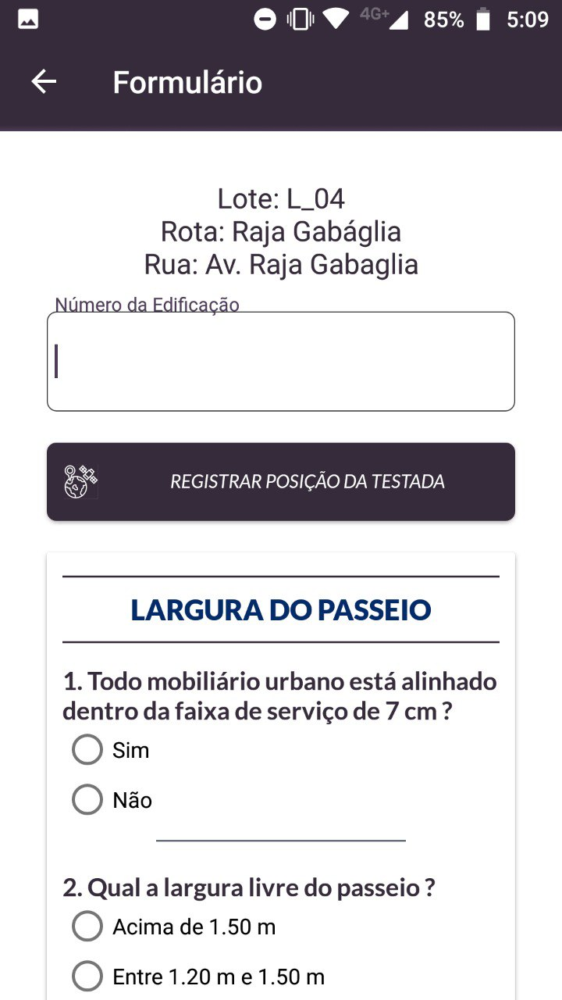 4G+ 85% 5:09
Formulário
Lote: L_04
Rota: Raja Gabáglia
Rua: Av. Raja Gabaglia
Número da Edificação
REGISTRAR POSIÇÃO DA TESTADA
LARGURA DO PASSEIO
1. Todo mobiliário urbano está alinhado
dentro da faixa de serviço de 7 cm ?
Sim
Não
2. Qual a largura livre do passeio ?
Acima de 1.50 m
Entre 1.20 m e 1.50 m